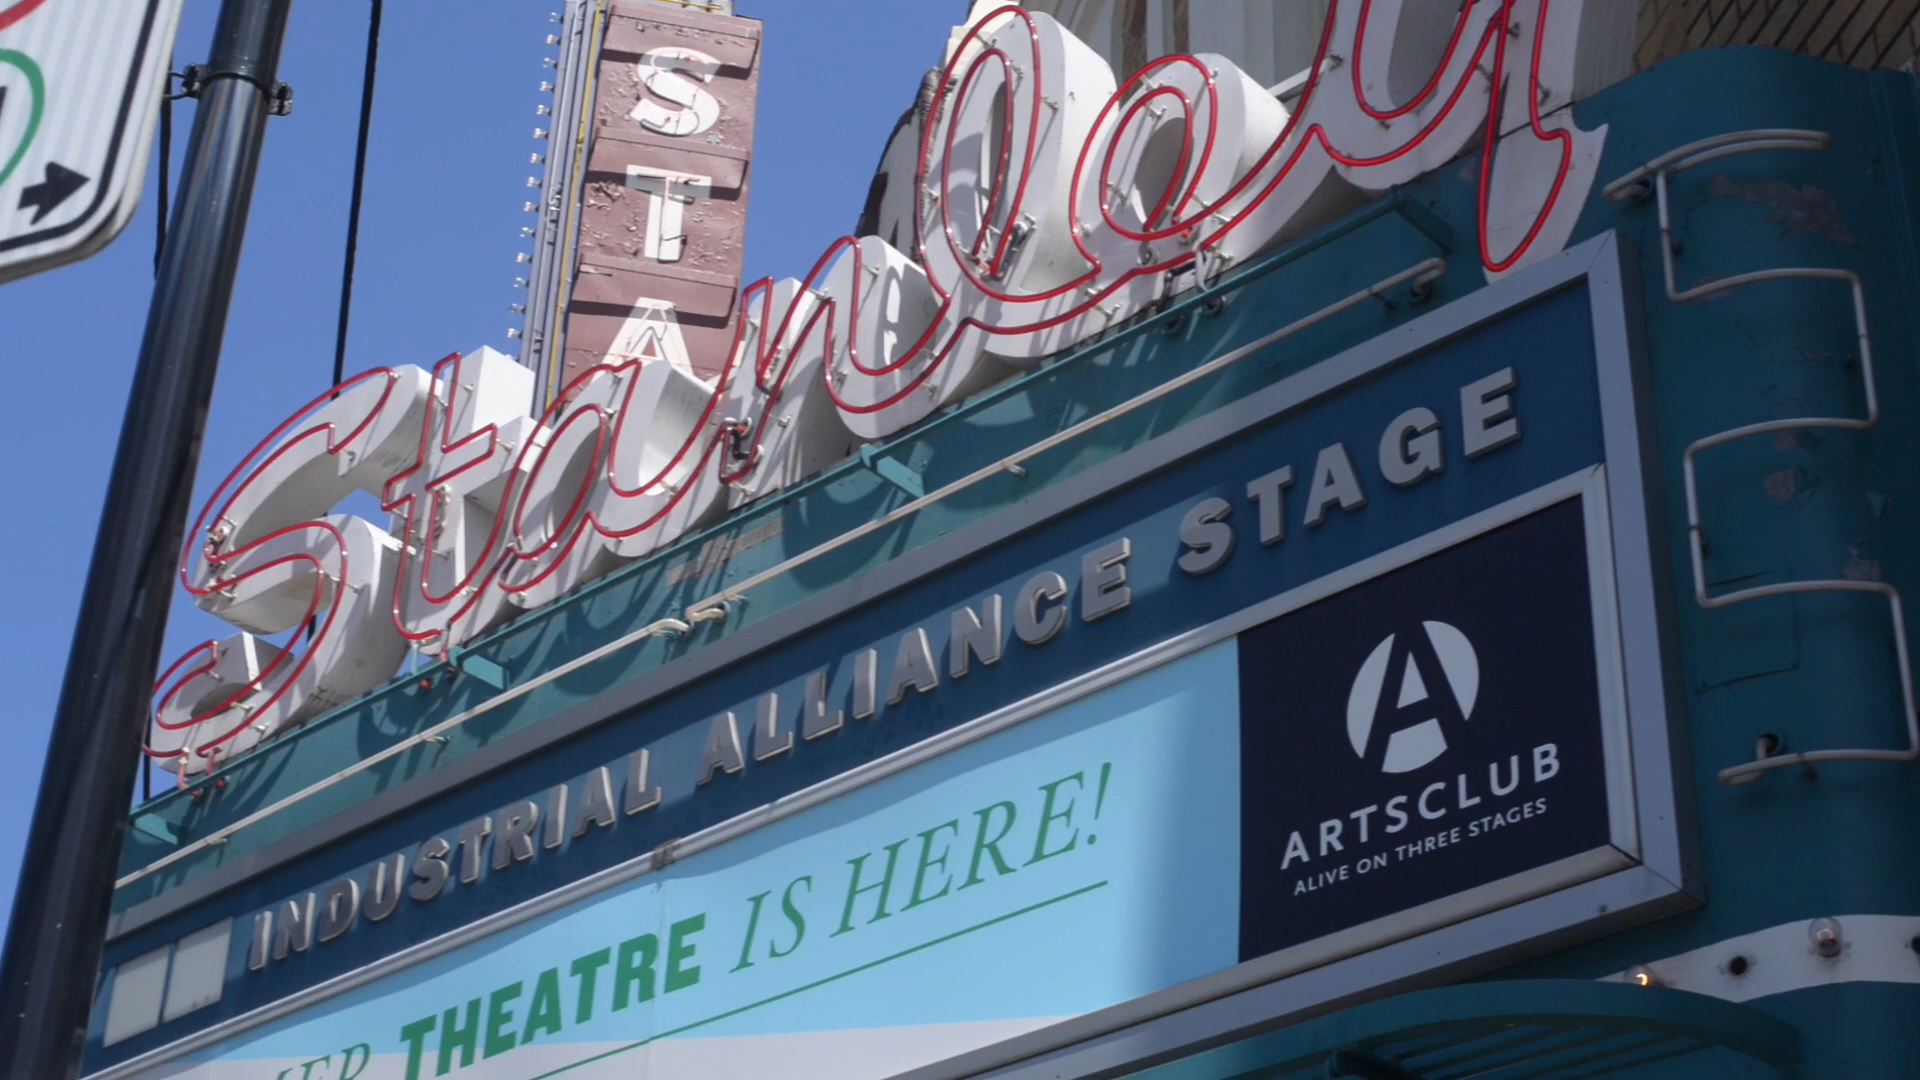 STA
Stanley
INDUSTRIAL ALLIANCE STAGE
THEATRE IS HERE!
A
ARTSCLUB
ALIVE ON THREE STAGES